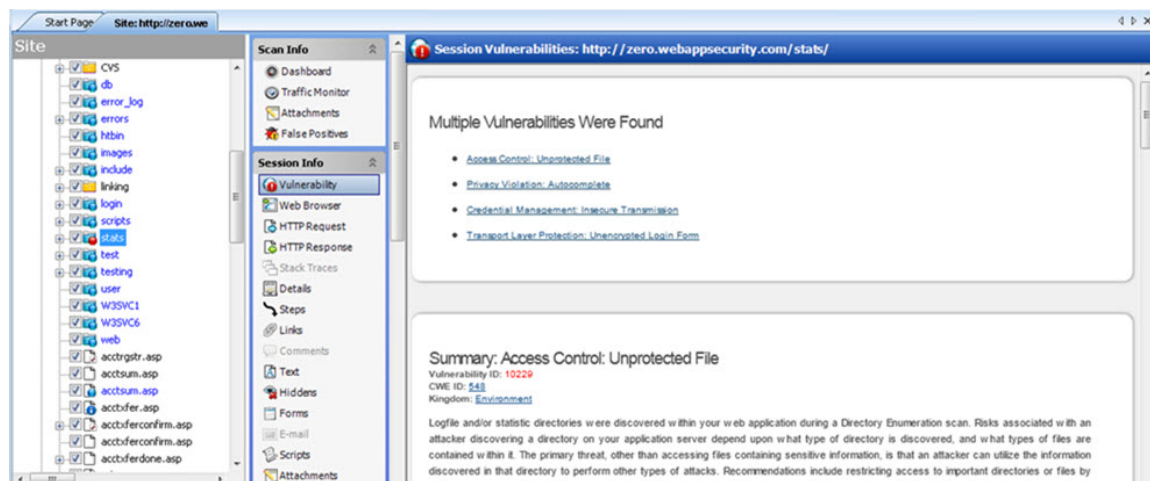 Start Page
Site: http://zero.we
Site
CVS
db
error_log
errors
htbin
images
include
linking
login
scripts
stats
test
testing
user
W3SVC1
W3SVC6
web
acctrgstr.asp
acctsum.asp
acctsum.asp
acctxfer.asp
acctxferconfirm.asp
acctxferconfirm.asp
acctxferdone.asp
Scan Info
Dashboard
Traffic Monitor
Attachments
False Positives
Session Info
Vulnerability
Web Browser
HTTP Request
HTTP Response
Stack Traces
Details
Steps
Links
Comments
Text
Hiddens
Forms
E-mail
Scripts
Attachments
Session Vulnerabilities: http://zero.webappsecurity.com/stats/
Multiple Vulnerabilities Were Found
Access Control: Unprotected File
Privacy Violation: Autocomplete
Credential Management: Insecure Transmission
Transport Layer Protection: Unencrypted Login Form
Summary: Access Control: Unprotected File
Vulnerability ID: 10229
CWE ID: 548
Kingdom: Environment
Logfile and/or statistic directories were discovered within your web application during a Directory Enumeration scan. Risks associated with an
attacker discovering a directory on your application server depend upon what type of directory is discovered, and what types of files are
contained within it. The primary threat, other than accessing files containing sensitive information, is that an attacker can utilize the information
discovered in that directory to perform other types of attacks. Recommendations include restricting access to important directories or files by